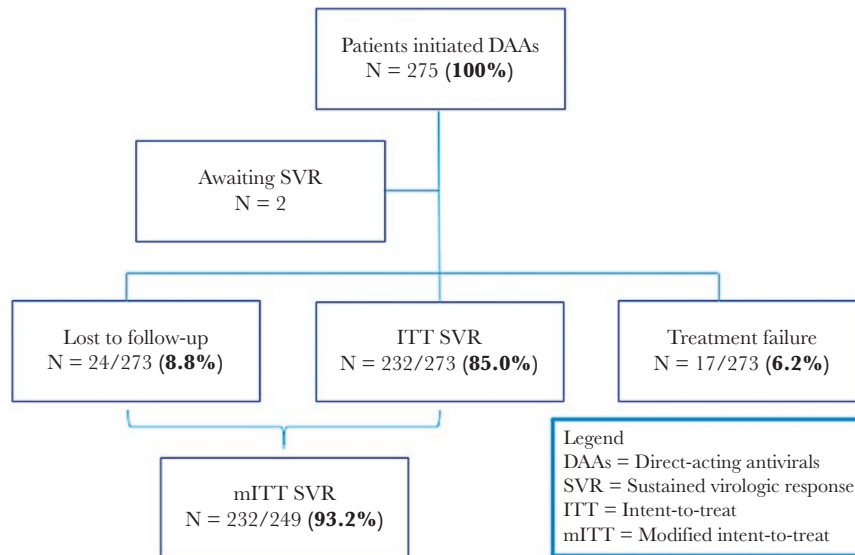 Patients initiated DAAs
N = 275 (100%)
Awaiting SVR
N = 2
Lost to follow-up
N = 24/273 (8.8%)
ITT SVR
N = 232/273 (85.0%)
Treatment failure
N = 17/273 (6.2%)
mITT SVR
N = 232/249 (93.2%)
Legend
DAAs = Direct-acting antivirals
SVR = Sustained virologic response
ITT = Intent-to-treat
mITT = Modified intent-to-treat